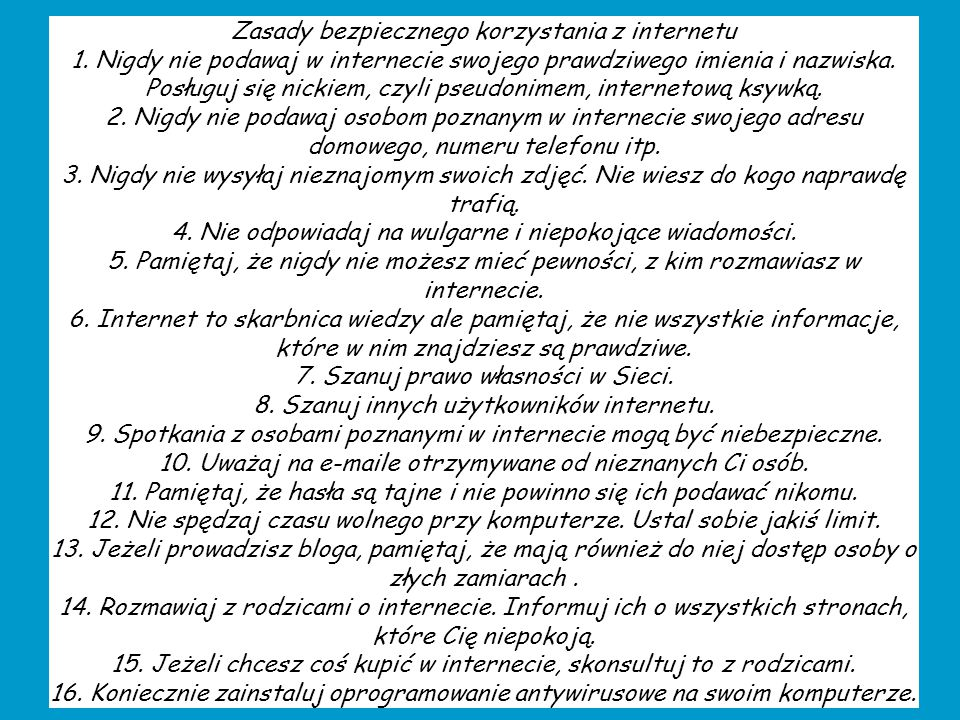 Zasady bezpiecznego korzystania z internetu
1. Nigdy nie podawaj w internecie swojego prawdziwego imienia i nazwiska.
Posługuj się nickiem, czyli pseudonimem, internetową ksywką.
2. Nigdy nie podawaj osobom poznanym w internecie swojego adresu
domowego, numeru telefonu itp.
3. Nigdy nie wysyłaj nieznajomym swoich zdjęć. Nie wiesz do kogo naprawdę
trafią.
4. Nie odpowiadaj na wulgarne i niepokojące wiadomości.
5. Pamiętaj, że nigdy nie możesz mieć pewności, z kim rozmawiasz w
internecie.
6. Internet to skarbnica wiedzy ale pamiętaj, że nie wszystkie informacje,
które w nim znajdziesz są prawdziwe.
7. Szanuj prawo własności w Sieci.
8. Szanuj innych użytkowników internetu.
9. Spotkania z osobami poznanymi w internecie mogą być niebezpieczne.
10. Uważaj na e-maile otrzymywane od nieznanych Ci osób.
11. Pamiętaj, że hasła są tajne i nie powinno się ich podawać nikomu.
12. Nie spędzaj czasu wolnego przy komputerze. Ustal sobie jakiś limit.
13. Jeżeli prowadzisz bloga, pamiętaj, że mają również do niej dostęp osoby o
złych zamiarach .
14. Rozmawiaj z rodzicami o internecie. Informuj ich o wszystkich stronach,
które Cię niepokoją.
15. Jeżeli chcesz coś kupić w internecie, skonsultuj to z rodzicami.
16. Koniecznie zainstaluj oprogramowanie antywirusowe na swoim komputerze.